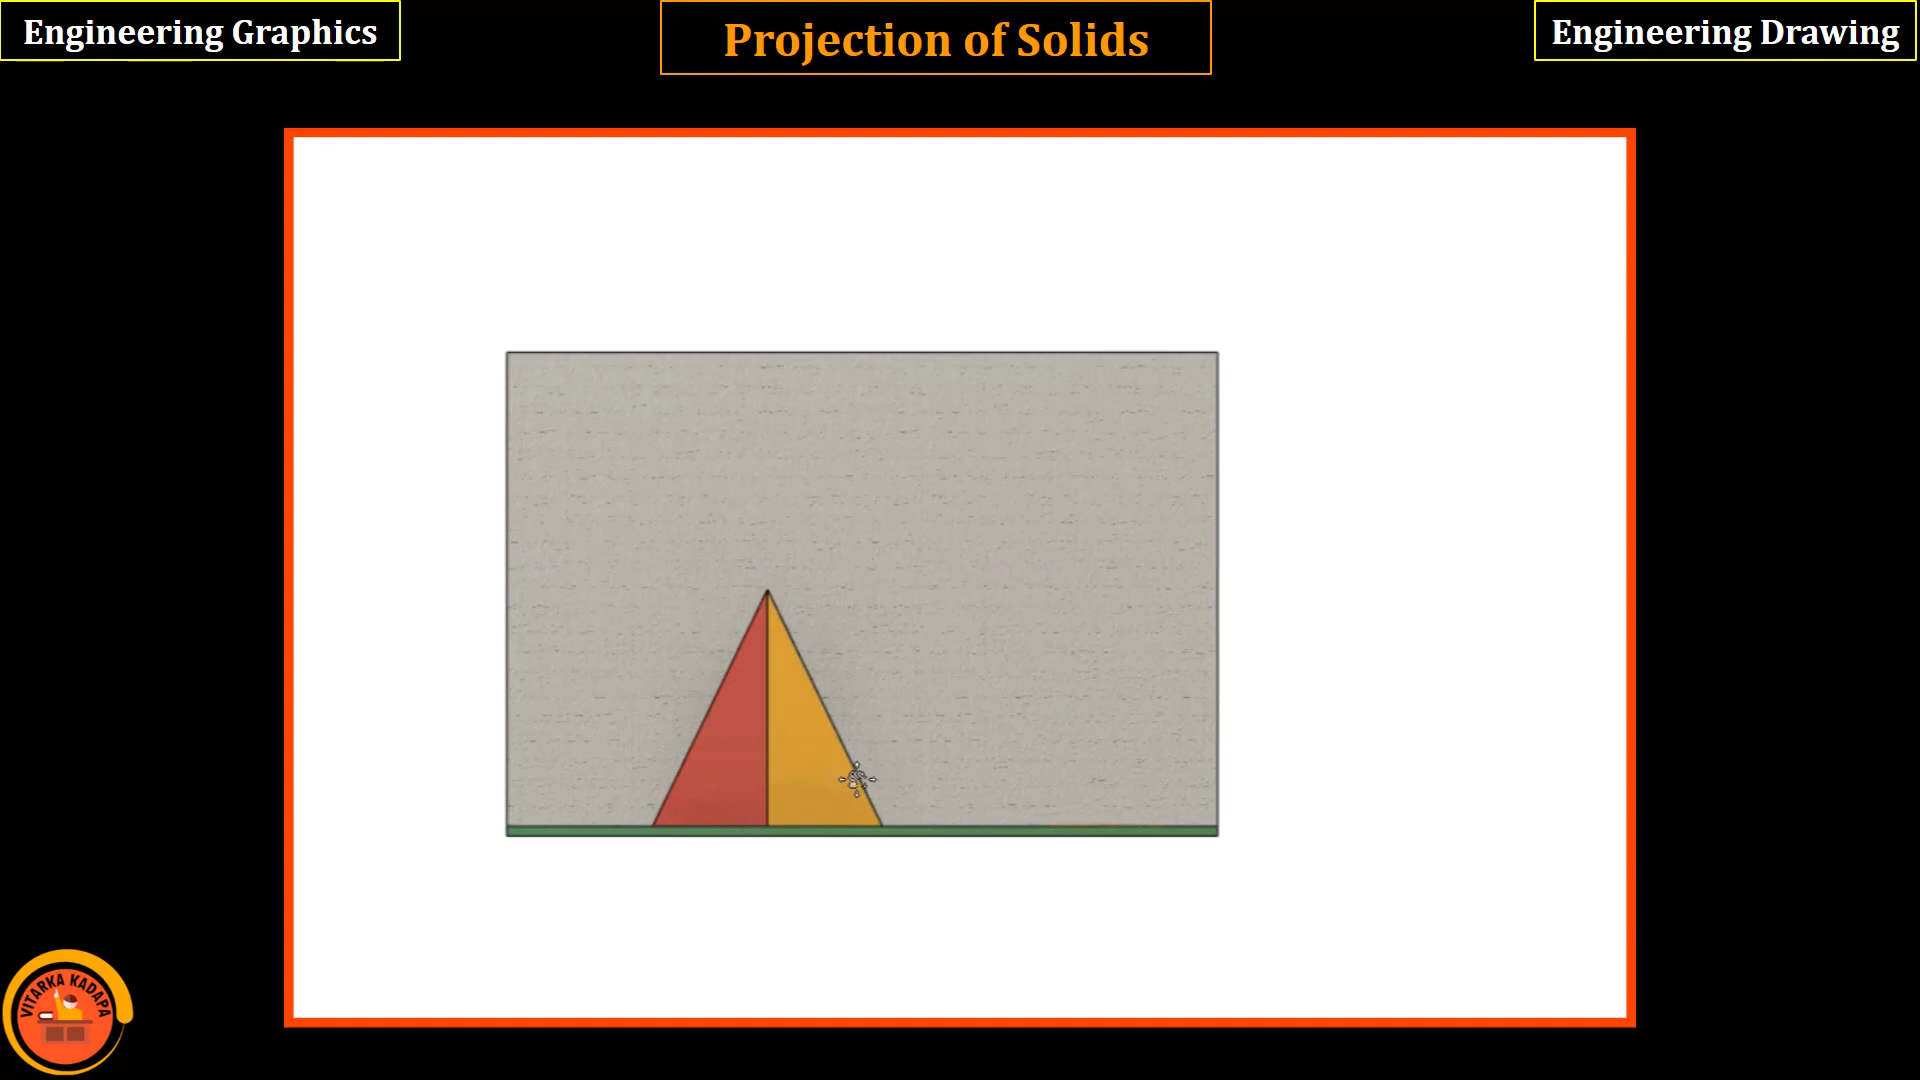 Engineering Graphics
Projection of Solids
Engineering Drawing
VITARKA KADAPA